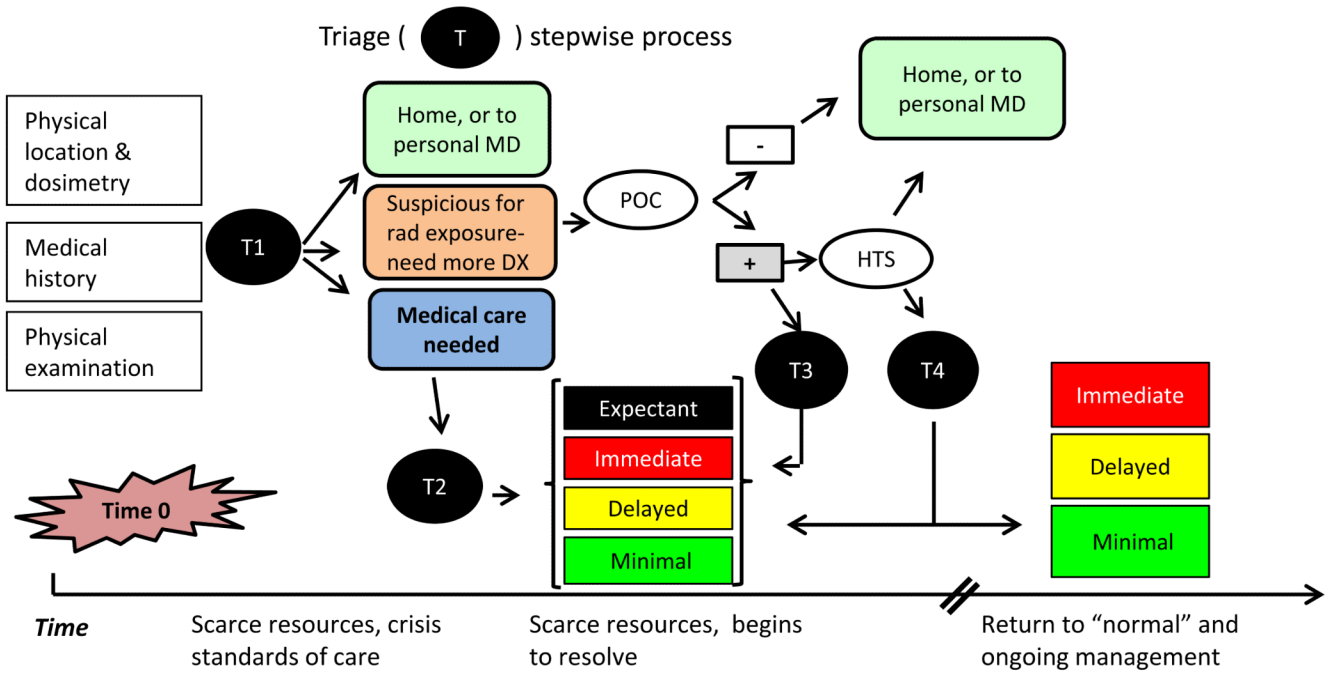 Triage ( T ) stepwise process
Physical
location &
dosimetry
Medical
history
Physical
examination
T1
Home, or to
personal MD
Suspicious for
rad exposure-
need more DX
Medical care
needed
T2
POC
-
+
Home, or to
personal MD
HTS
T3
T4
Expectant
Immediate
Delayed
Minimal
Immediate
Delayed
Minimal
Time 0
Time
Scarce resources, crisis
standards of care
Scarce resources,  begins
to resolve
Return to “normal” and
ongoing management